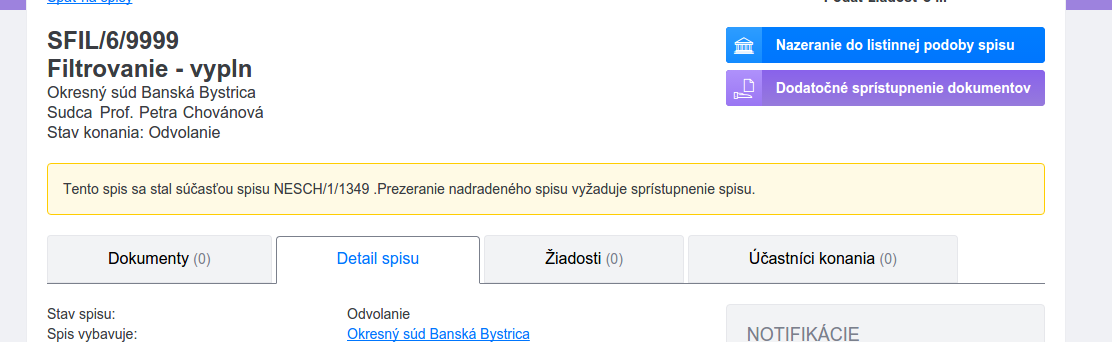 Späť na spisy
SFIL/6/9999
Filtrovanie - vypln
Okresný súd Banská Bystrica
Sudca Prof. Petra Chovánová
Stav konania: Odvolanie
Nazeranie do listinnej podoby spisu
Dodatočné sprístupnenie dokumentov
Tento spis sa stal súčasťou spisu NESCH/1/1349 .Prezeranie nadradeného spisu vyžaduje sprístupnenie spisu.
Dokumenty (0)
Detail spisu
Žiadosti (0)
Účastníci konania (0)
Stav spisu: Odvolanie
Spis vybavuje: Okresný súd Banská Bystrica
NOTIFIKÁCIE